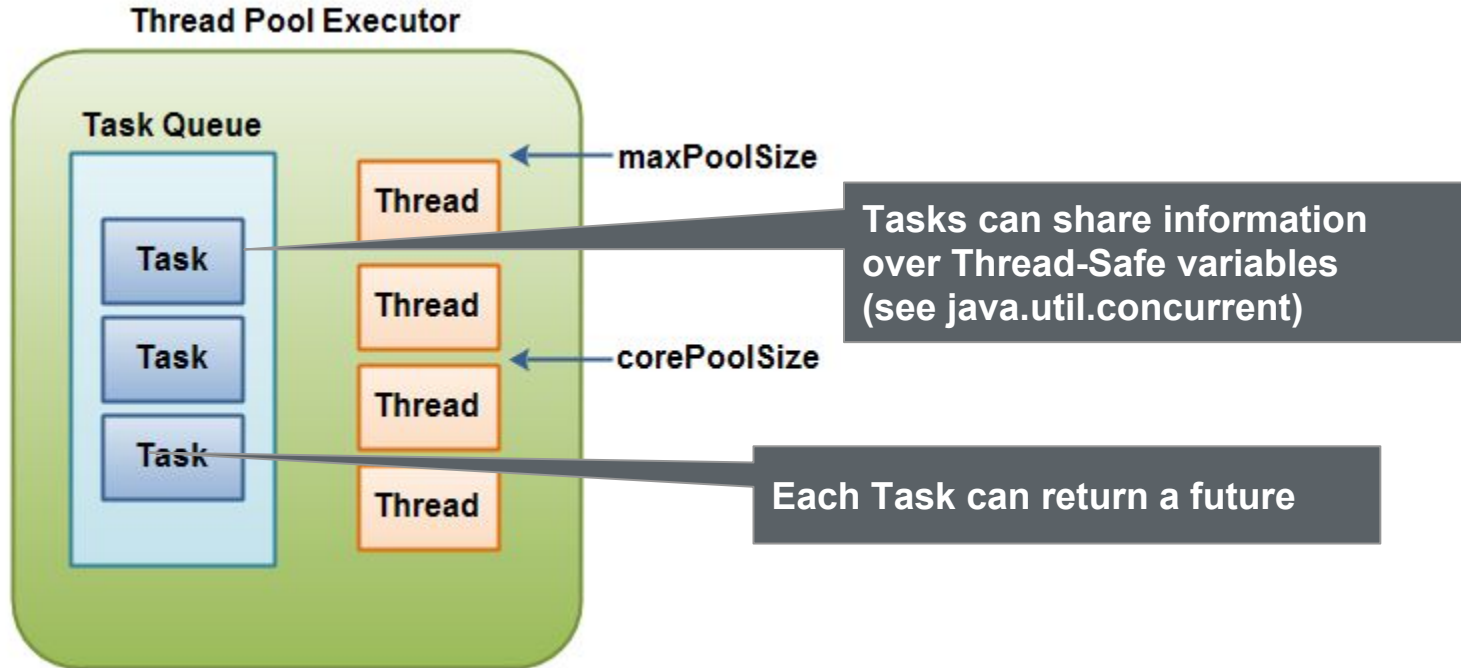 Thread Pool Executor
Task Queue
Task
Task
Task
Thread
Thread
Thread
Thread
maxPoolSize
corePoolSize
Tasks can share information
over Thread-Safe variables
(see java.util.concurrent)
Each Task can return a future